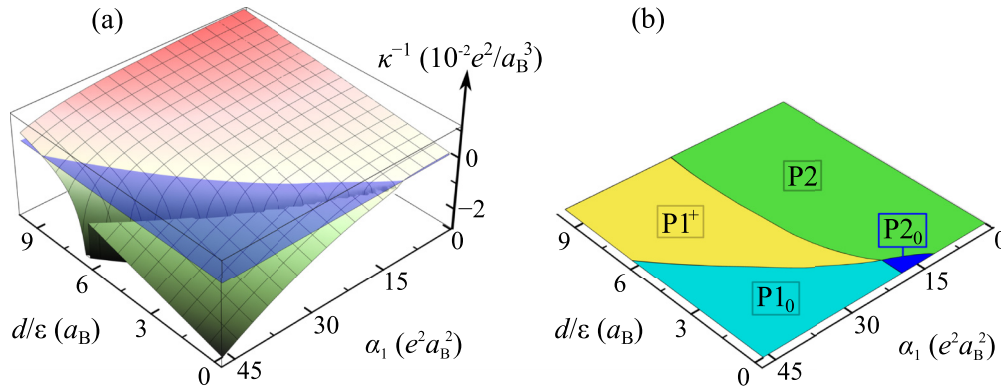 (a)
κ⁻¹ (10⁻²e²/a_B³)
0
−2
0
15
30
45
α₁ (e²a_B²)
9
6
3
0
d/ε (a_B)
(b)
P2
P1⁺
P2₀
P1₀
9
6
3
0
d/ε (a_B)
0
15
30
45
α₁ (e²a_B²)